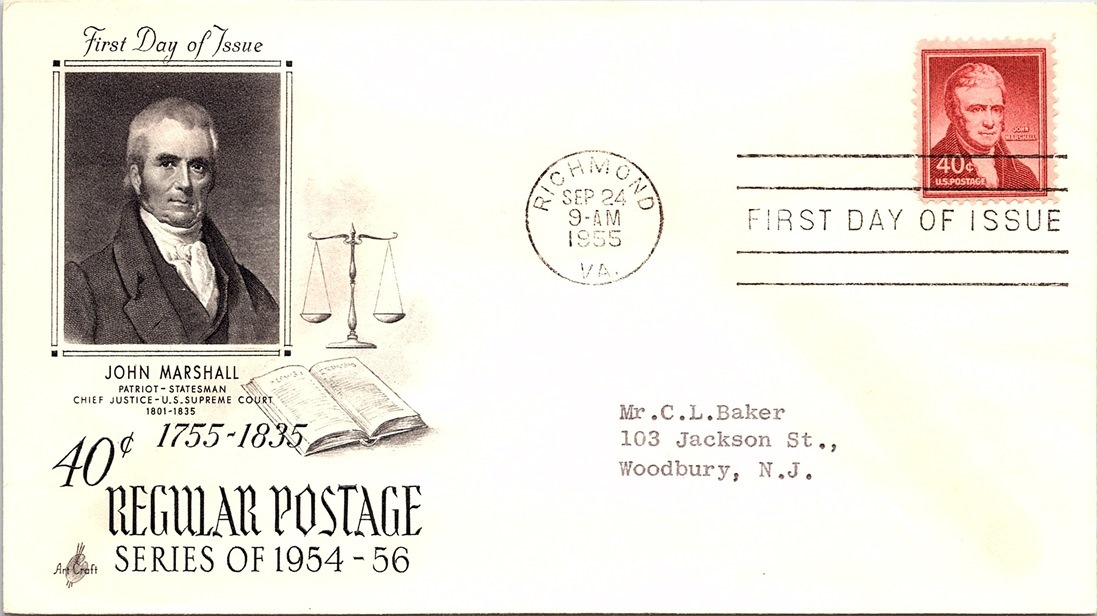 First Day of Issue
JOHN MARSHALL
PATRIOT-STATESMAN
CHIEF JUSTICE-U.S. SUPREME COURT
1801-1835
1755-1835
40¢
REGULAR POSTAGE
SERIES OF 1954-56
Art Craft
RICHMOND
SEP 24
9-AM
1955
VA.
JOHN
MARSHALL
40¢
U.S. POSTAGE
FIRST DAY OF ISSUE
Mr.C.L.Baker
103 Jackson St.,
Woodbury, N.J.